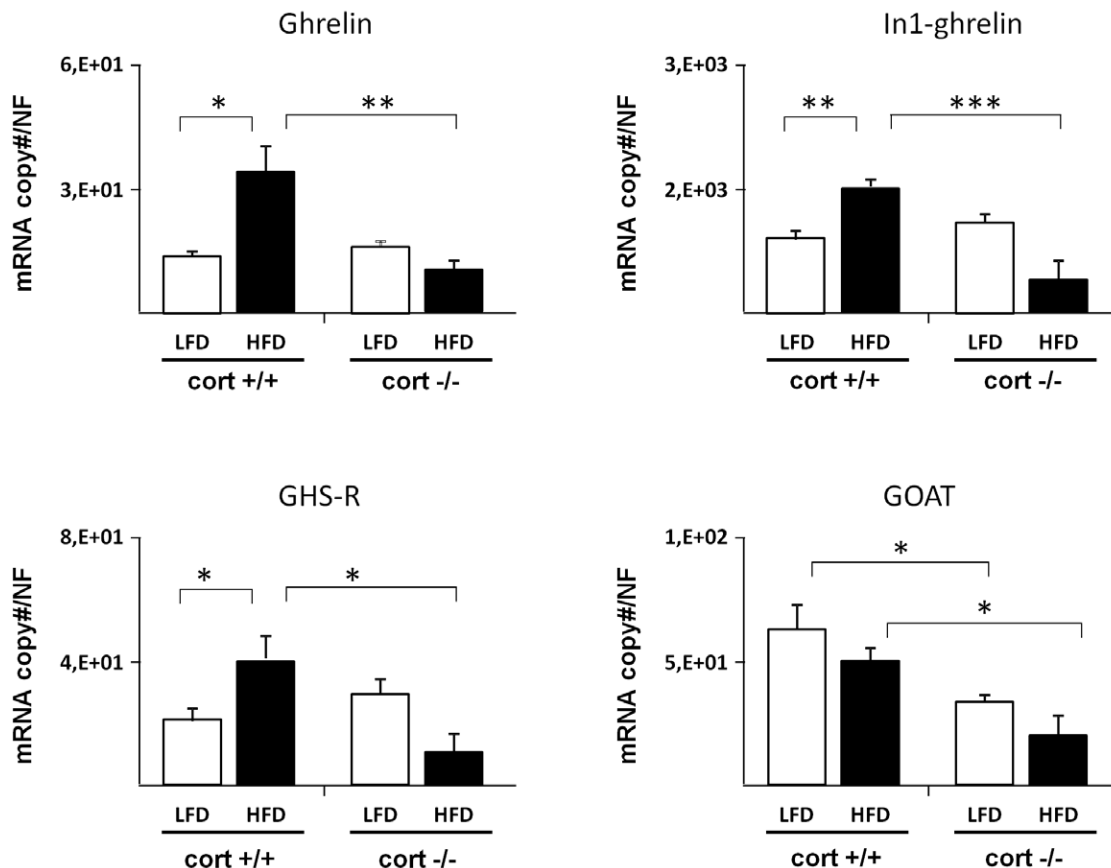 Ghrelin
6,E+01
3,E+01
mRNA copy#/NF
*
**
LFD HFD LFD HFD
cort +/+ cort -/-
In1-ghrelin
3,E+03
2,E+03
mRNA copy#/NF
**
***
LFD HFD LFD HFD
cort +/+ cort -/-
GHS-R
8,E+01
4,E+01
mRNA copy#/NF
*
*
LFD HFD LFD HFD
cort +/+ cort -/-
GOAT
1,E+02
5,E+01
mRNA copy#/NF
*
*
LFD HFD LFD HFD
cort +/+ cort -/-